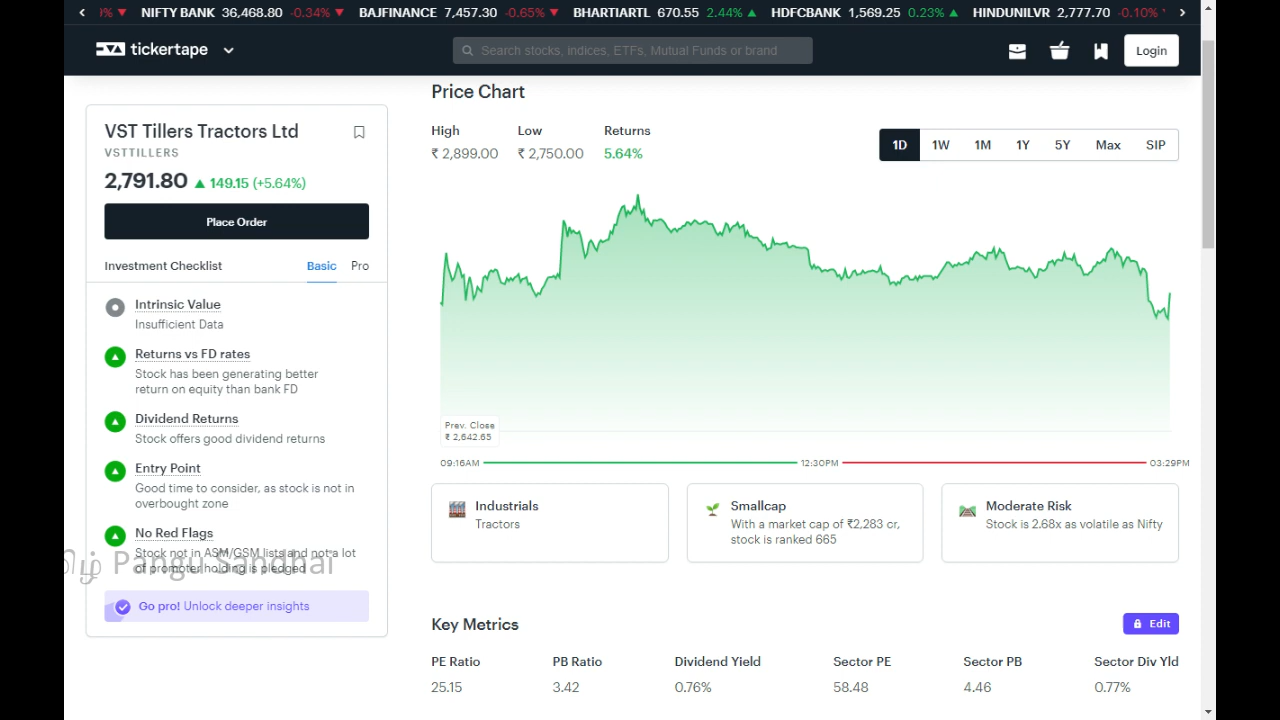 0% ▼ NIFTY BANK 36,468.80 -0.34% ▼ BAJFINANCE 7,457.30 -0.65% ▼ BHARTIARTL 670.55 2.44% ▲ HDFCBANK 1,569.25 0.23% ▲ HINDUNILVR 2,777.70 -0.10%
tickertape
Search stocks, indices, ETFs, Mutual Funds or brand
Login
VST Tillers Tractors Ltd
VSTTILLERS
2,791.80 ▲ 149.15 (+5.64%)
Place Order
Investment Checklist Basic Pro
Intrinsic Value
Insufficient Data
Returns vs FD rates
Stock has been generating better
return on equity than bank FD
Dividend Returns
Stock offers good dividend returns
Entry Point
Good time to consider, as stock is not in
overbought zone
No Red Flags
Stock not in ASM/GSM lists and not a lot
of promoter holding is pledged
Pangu Sandhai
Go pro! Unlock deeper insights
Price Chart
High Low Returns
₹ 2,899.00 ₹ 2,750.00 5.64%
1D 1W 1M 1Y 5Y Max SIP
Prev. Close
₹ 2,642.65
09:16AM 12:30PM 03:29PM
Industrials
Tractors
Smallcap
With a market cap of ₹2,283 cr,
stock is ranked 665
Moderate Risk
Stock is 2.68x as volatile as Nifty
Key Metrics
Edit
PE Ratio PB Ratio Dividend Yield Sector PE Sector PB Sector Div Yld
25.15 3.42 0.76% 58.48 4.46 0.77%